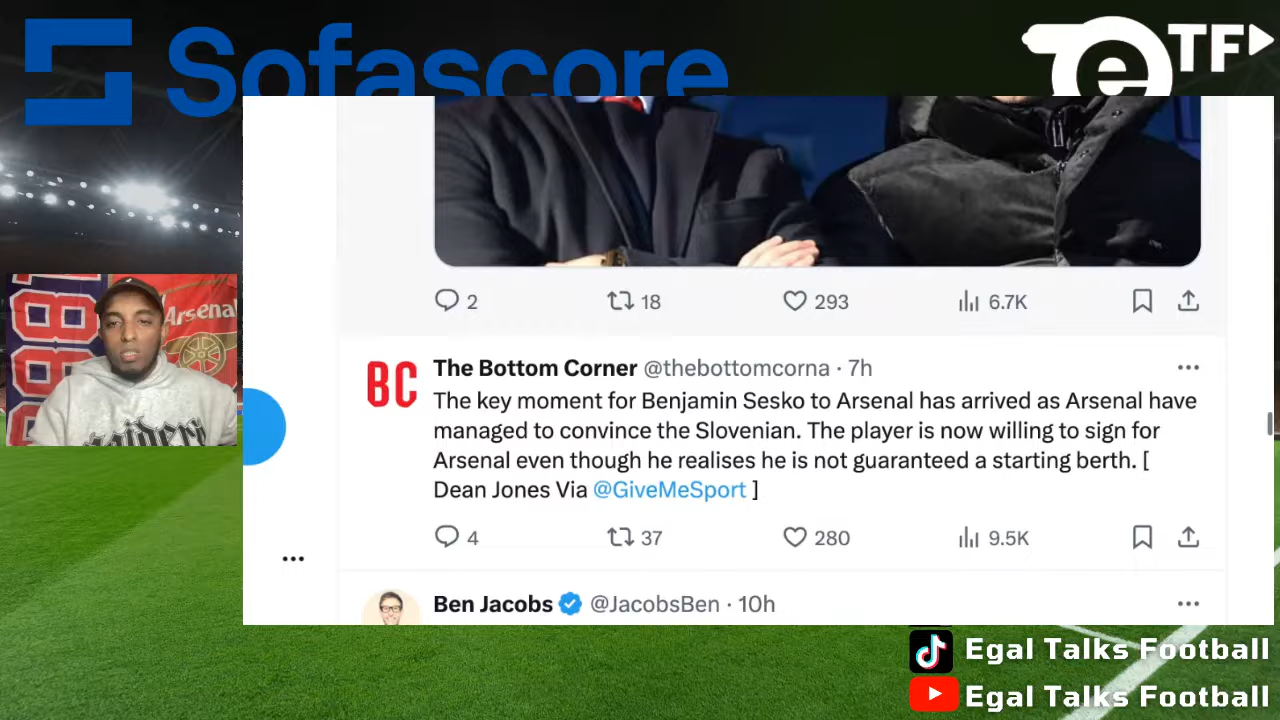 Sofascore
e TF
2 18 293 6.7K
Arsenal
BC
The Bottom Corner @thebottomcorna · 7h
The key moment for Benjamin Sesko to Arsenal has arrived as Arsenal have
managed to convince the Slovenian. The player is now willing to sign for
Arsenal even though he realises he is not guaranteed a starting berth. [
Dean Jones Via @GiveMeSport ]
4 37 280 9.5K
Ben Jacobs @JacobsBen · 10h
Egal Talks Football
Egal Talks Football